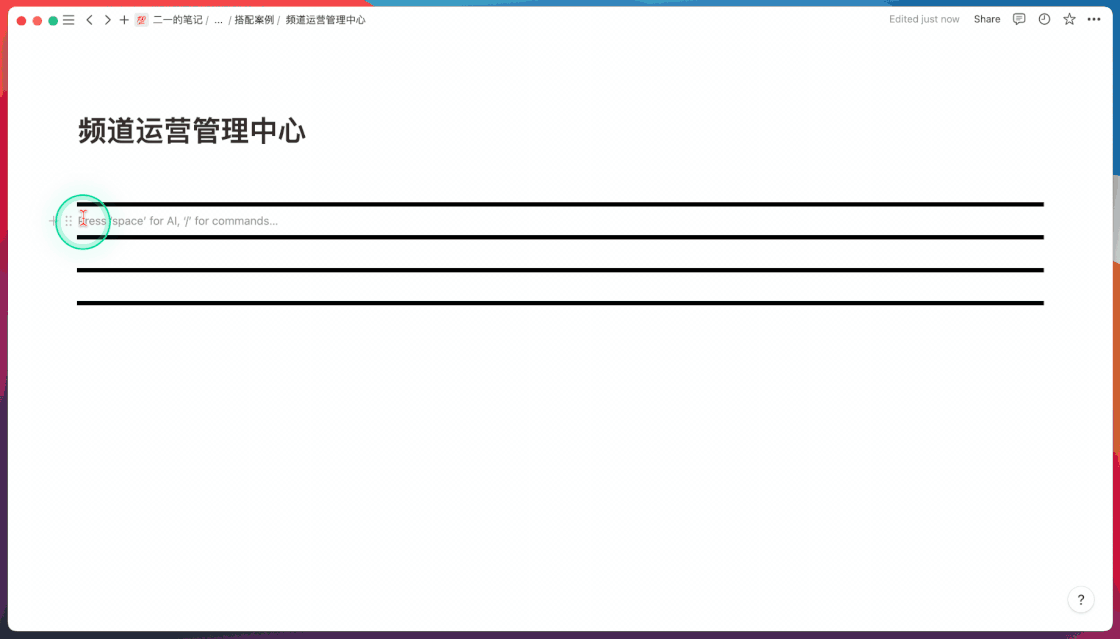 二一的笔记 / ... / 搭配案例 / 频道运营管理中心
Edited just now Share
频道运营管理中心
Press 'space' for AI, '/' for commands...
?